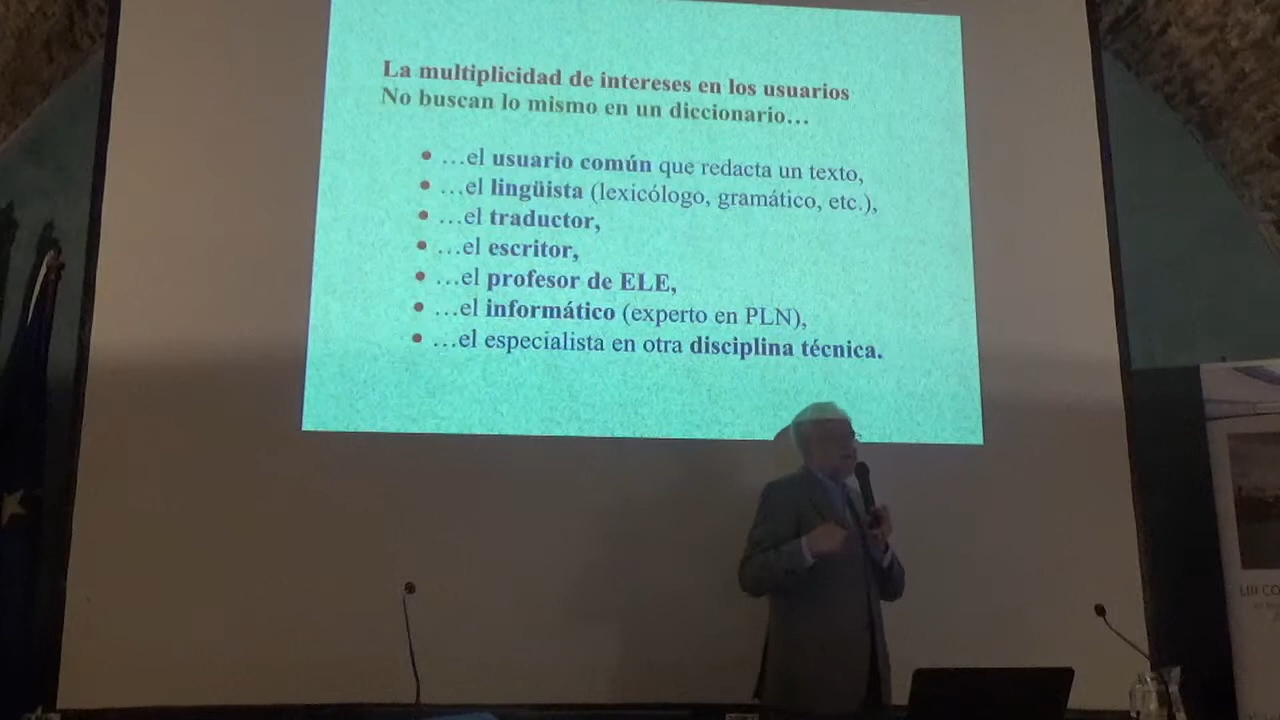 La multiplicidad de intereses en los usuarios
No buscan lo mismo en un diccionario…
• …el usuario común que redacta un texto,
• …el lingüista (lexicólogo, gramático, etc.),
• …el traductor,
• …el escritor,
• …el profesor de ELE,
• …el informático (experto en PLN),
• …el especialista en otra disciplina técnica.
LIII CO